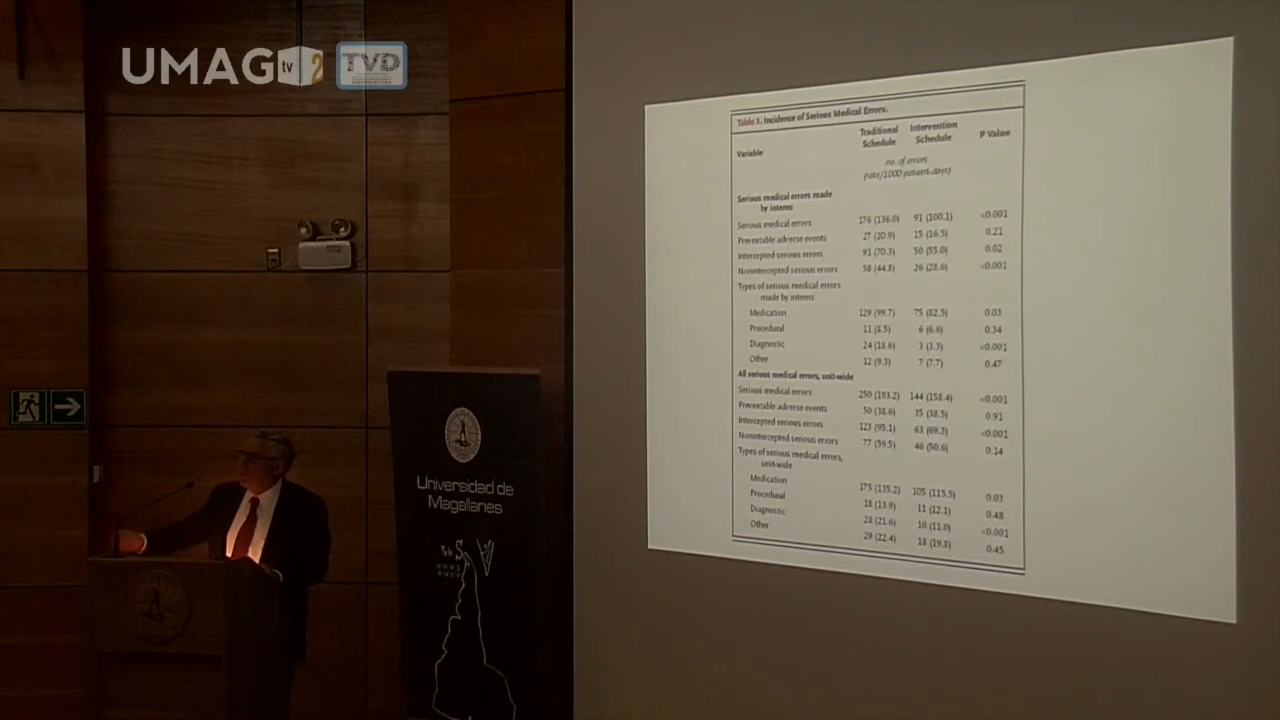 UMAG tv 2 TVD
Table 3. Incidence of Serious Medical Errors.
Variable Traditional Schedule Intervention Schedule P Value
no. of errors
(rate/1000 patient-days)
Serious medical errors made
by interns
Serious medical errors 176 (136.0) 91 (100.1) <0.001
Preventable adverse events 27 (20.9) 15 (16.5) 0.21
Intercepted serious errors 91 (70.3) 50 (55.0) 0.02
Nonintercepted serious errors 58 (44.8) 26 (28.6) <0.001
Types of serious medical errors
made by interns
Medication 129 (99.7) 75 (82.5) 0.03
Procedural 11 (8.5) 6 (6.6) 0.34
Diagnostic 24 (18.6) 3 (3.3) <0.001
Other 12 (9.3) 7 (7.7) 0.47
All serious medical errors, unit-wide
Serious medical errors 250 (193.2) 144 (158.4) <0.001
Preventable adverse events 50 (38.6) 35 (38.5) 0.91
Intercepted serious errors 123 (95.1) 63 (69.3) <0.001
Nonintercepted serious errors 77 (59.5) 46 (50.6) 0.14
Types of serious medical errors,
unit-wide
Medication 175 (135.2) 105 (115.5) 0.03
Procedural 18 (13.9) 11 (12.1) 0.48
Diagnostic 28 (21.6) 10 (11.0) <0.001
Other 29 (22.4) 18 (19.8) 0.45
Universidad de
Magallanes